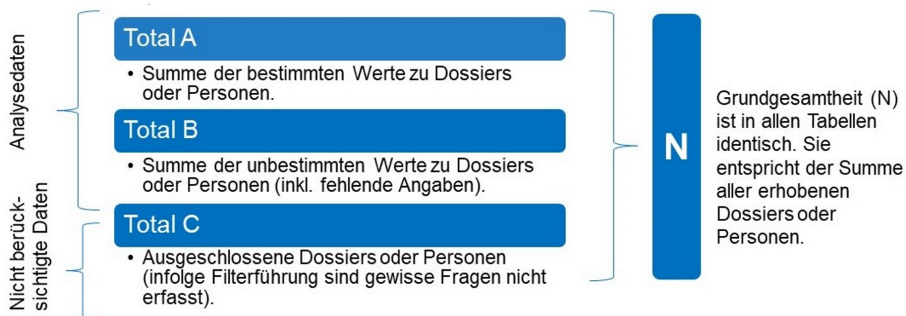 Analysedaten
Total A
• Summe der bestimmten Werte zu Dossiers
oder Personen.
Total B
• Summe der unbestimmten Werte zu Dossiers
oder Personen (inkl. fehlende Angaben).
Nicht berück-
sichtigte Daten
Total C
• Ausgeschlossene Dossiers oder Personen
(infolge Filterführung sind gewisse Fragen nicht
erfasst).
N
Grundgesamtheit (N)
ist in allen Tabellen
identisch. Sie
entspricht der Summe
aller erhobenen
Dossiers oder
Personen.